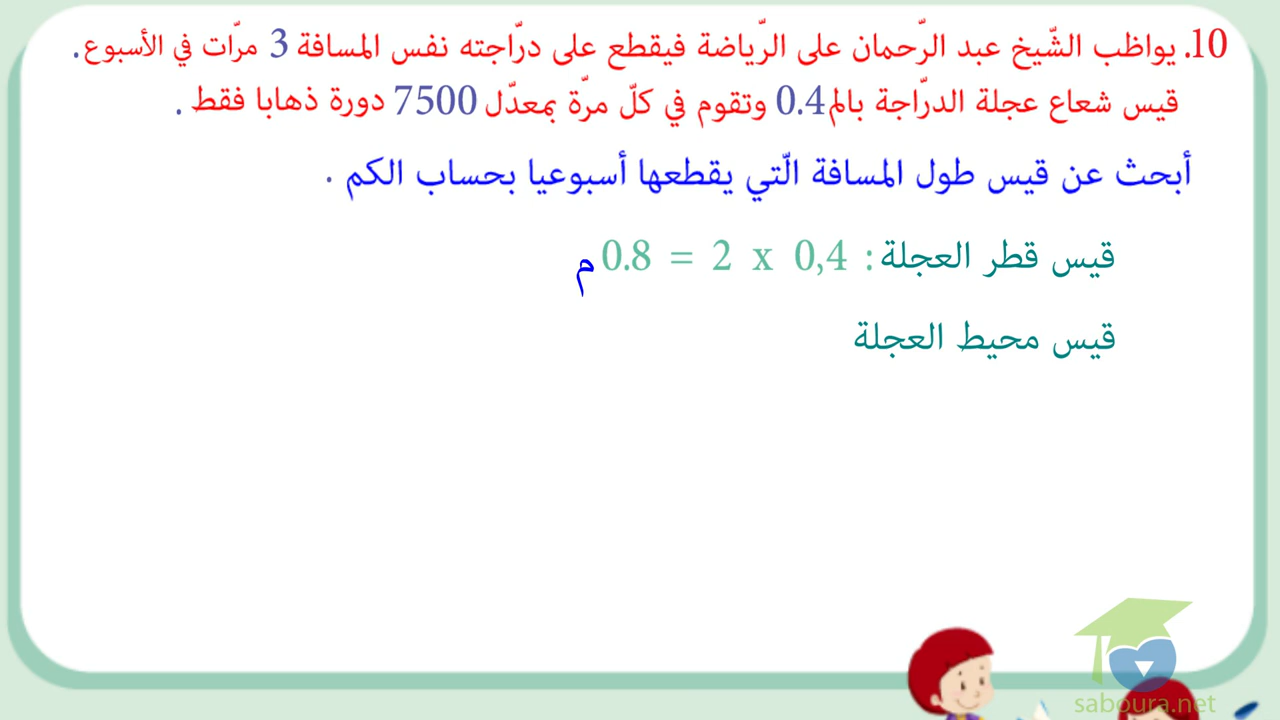 10. يواظب الشّيخ عبد الرّحمان على الرّياضة فيقطع على درّاجته نفس المسافة 3 مرّات في الأسبوع.
قيس شعاع عجلة الدرّاجة بالم 0.4 وتقوم في كلّ مرّة بمعدّل 7500 دورة ذهابا فقط .
أبحث عن قيس طول المسافة الّتي يقطعها أسبوعيا بحساب الكم .
قيس قطر العجلة : 0,4 x 2 = 0.8 م
قيس محيط العجلة
saboura.net